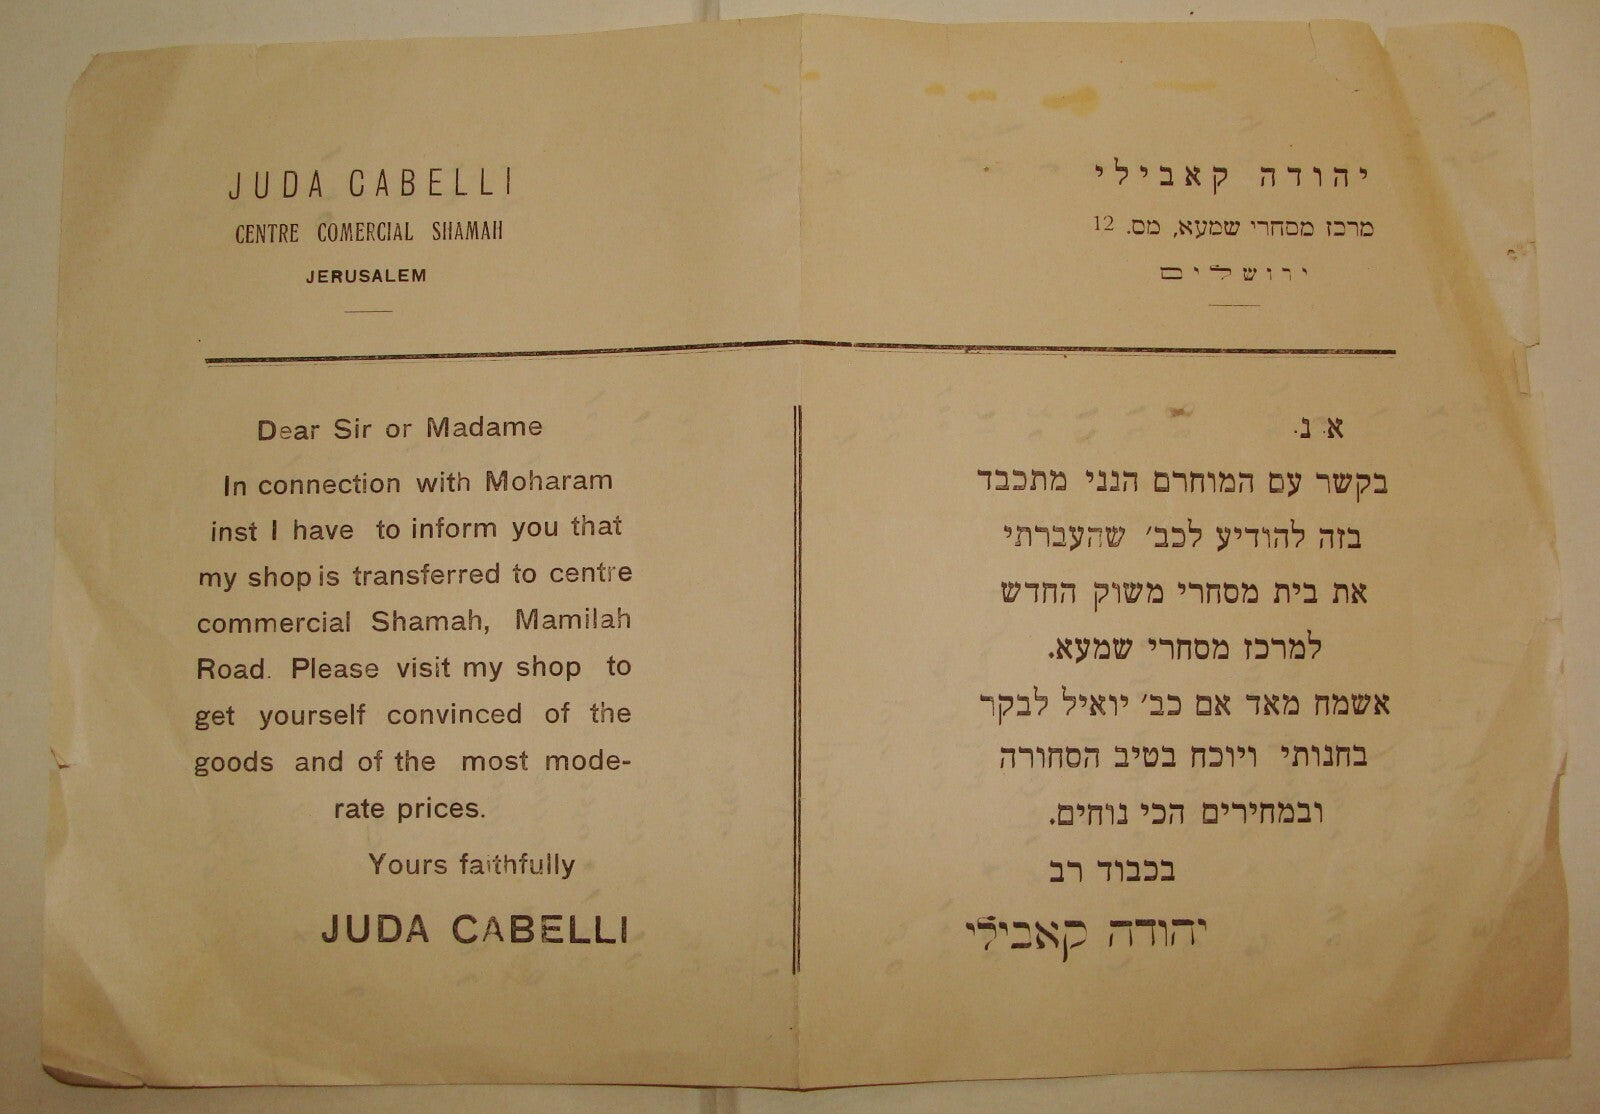 JUDA CABELLI
CENTRE COMERCIAL SHAMAH
JERUSALEM
יהודה קאבילי
מרכז מסחרי שמעא, מס. 12
ירושלים
Dear Sir or Madame
In connection with Moharam
inst I have to inform you that
my shop is transferred to centre
commercial Shamah, Mamilah
Road. Please visit my shop to
get yourself convinced of the
goods and of the most mode-
rate prices.
Yours faithfully
JUDA CABELLI
א. נ.
בקשר עם המוחרם הנני מתכבד
בזה להודיע לכב׳ שהעברתי
את בית מסחרי משוק החדש
למרכז מסחרי שמעא.
אשמח מאד אם כב׳ יואיל לבקר
בחנותי ויוכח בטיב הסחורה
ובמחירים הכי נוחים.
בכבוד רב
יהודה קאבילי